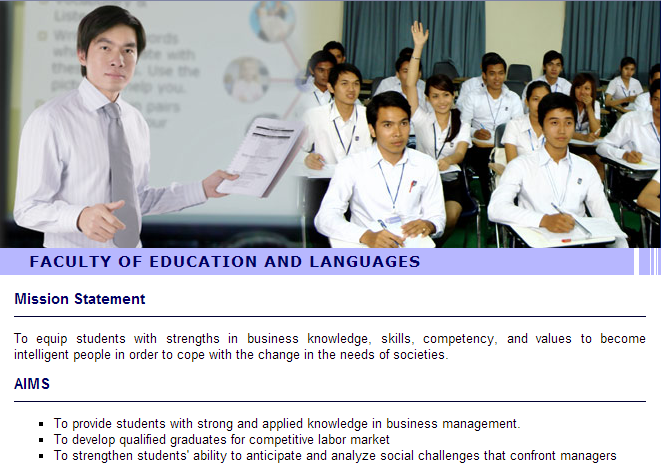 FACULTY OF EDUCATION AND LANGUAGES
Mission Statement
To equip students with strengths in business knowledge, skills, competency, and values to become
intelligent people in order to cope with the change in the needs of societies.
AIMS
To provide students with strong and applied knowledge in business management.
To develop qualified graduates for competitive labor market
To strengthen students' ability to anticipate and analyze social challenges that confront managers